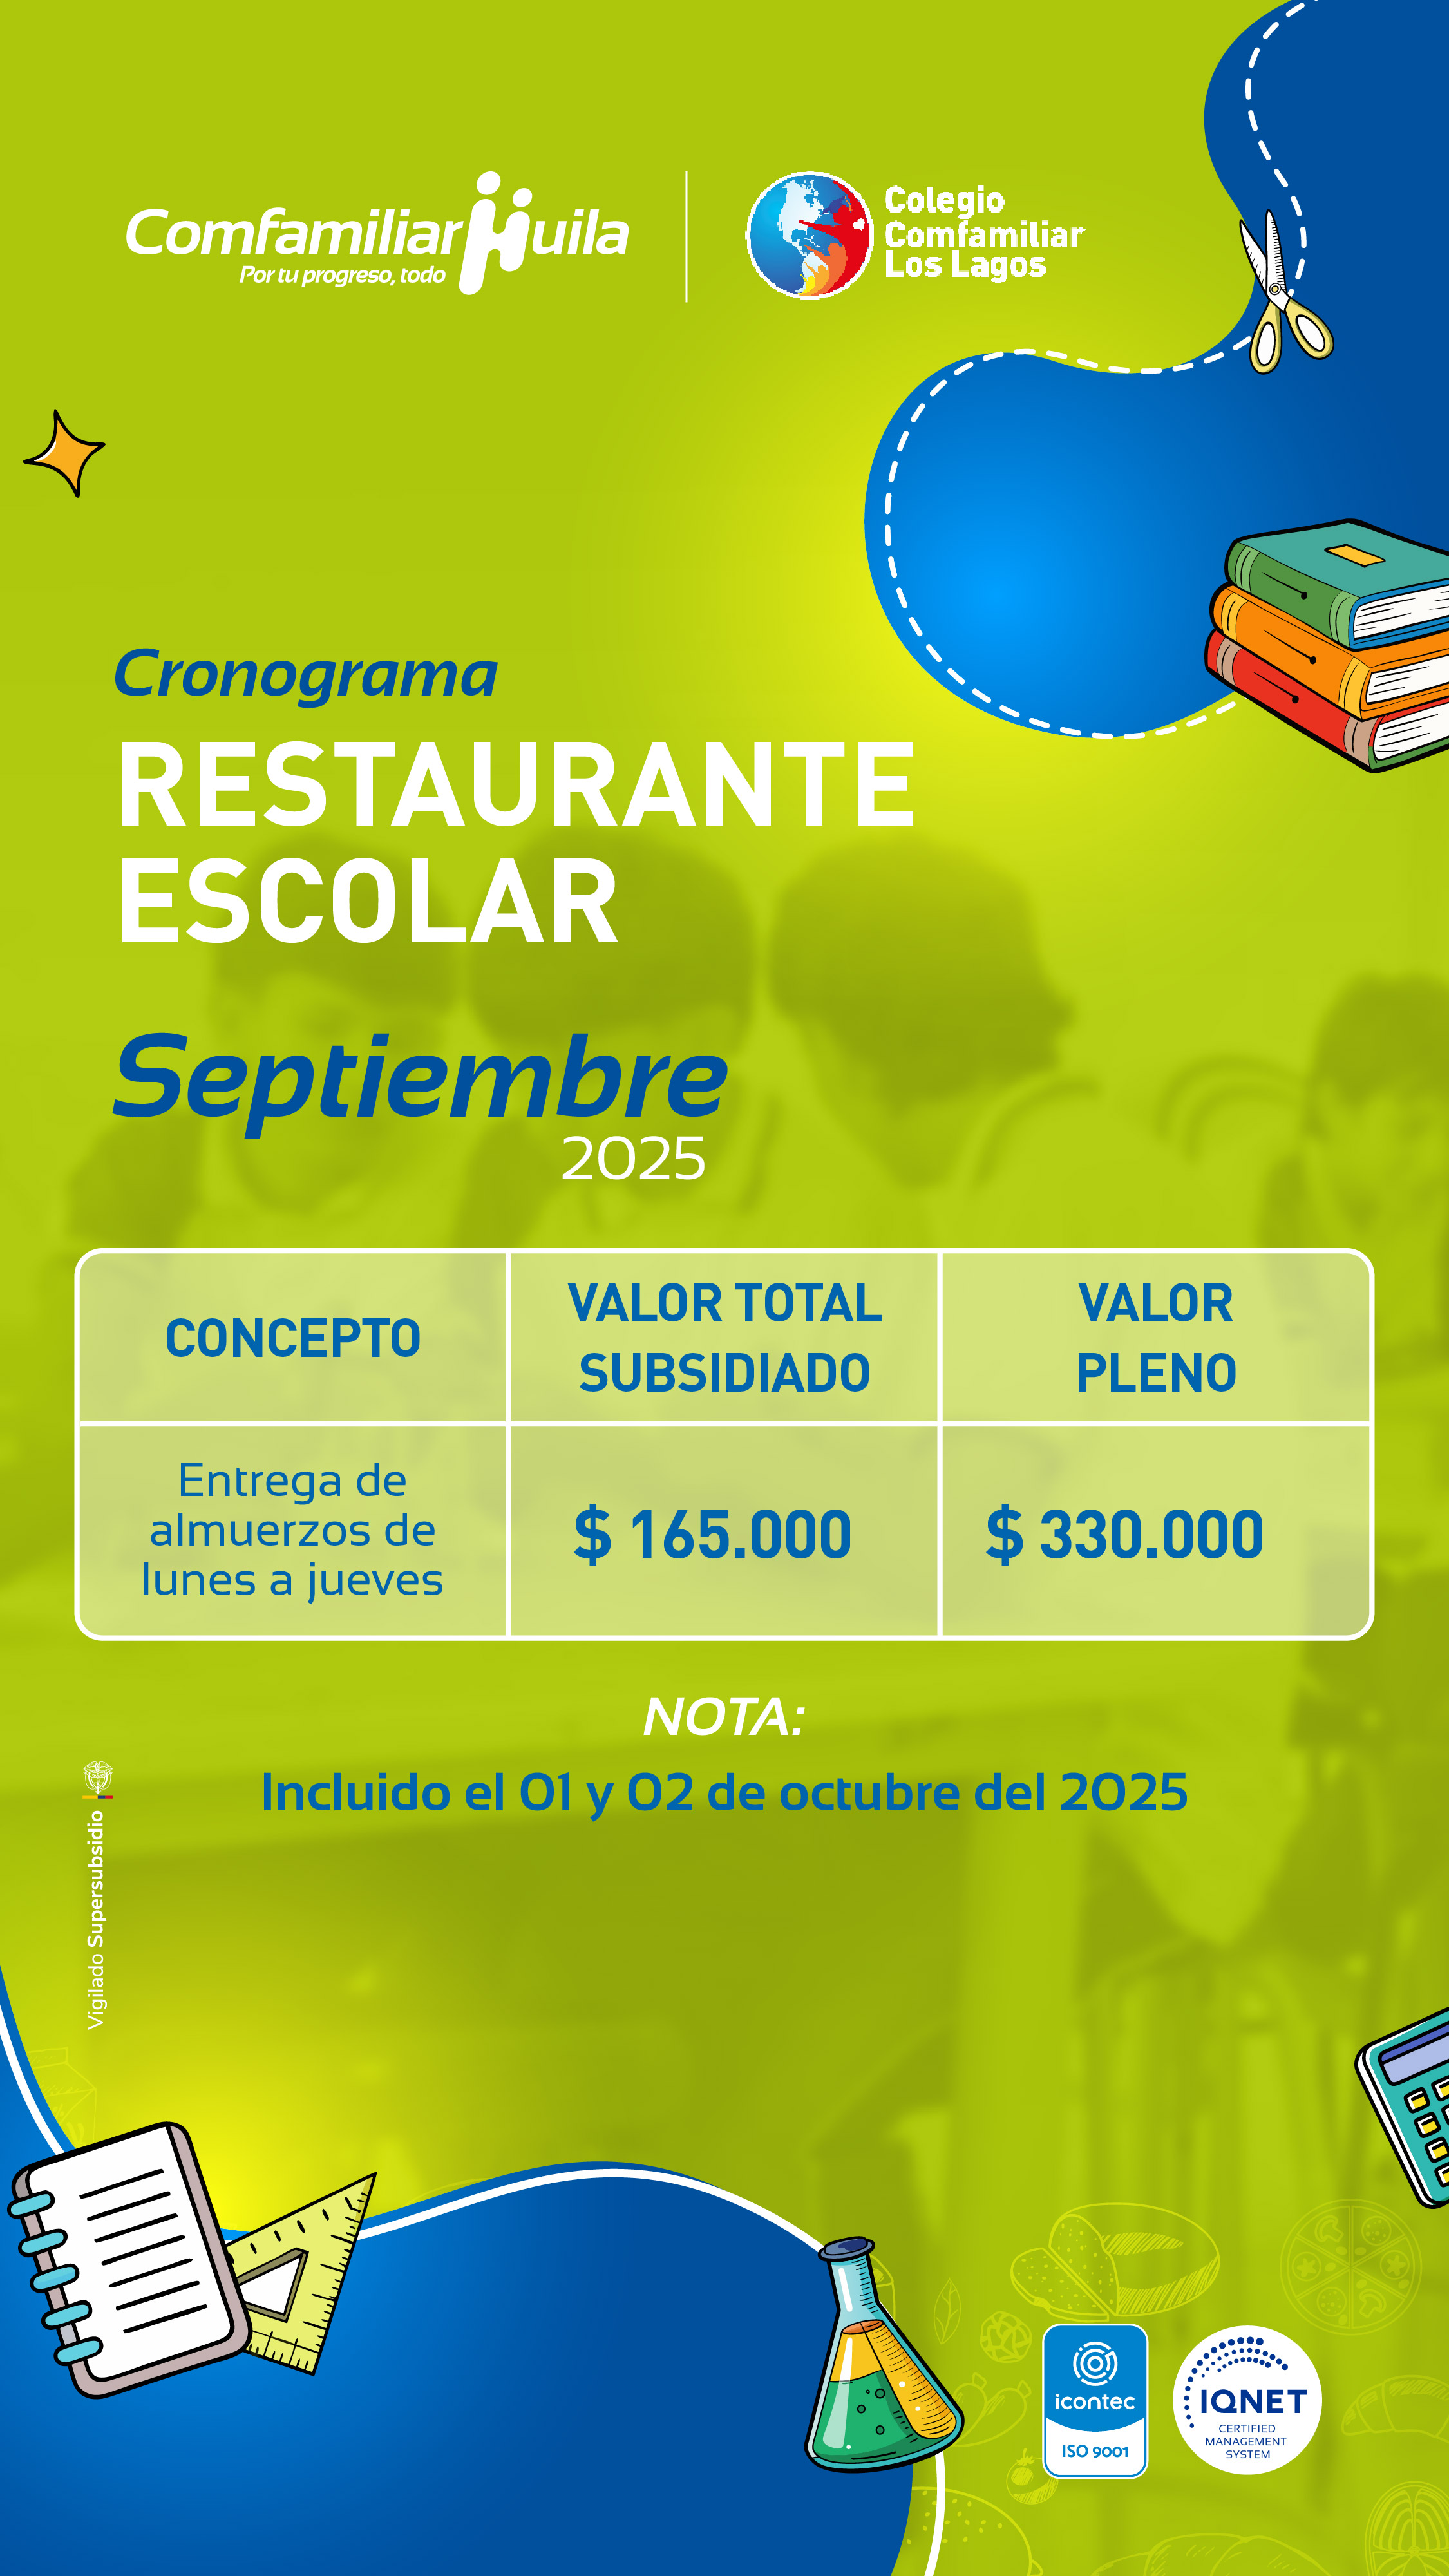 Comfamiliar Huila
Por tu progreso, todo
Colegio
Comfamiliar
Los Lagos
Cronograma
RESTAURANTE
ESCOLAR
Septiembre
2025
CONCEPTO
VALOR TOTAL
SUBSIDIADO
VALOR
PLENO
Entrega de
almuerzos de
lunes a jueves
$ 165.000
$ 330.000
NOTA:
Incluido el 01 y 02 de octubre del 2025
Vigilado Supersubsidio
icontec
ISO 9001
IQNET
CERTIFIED
MANAGEMENT
SYSTEM